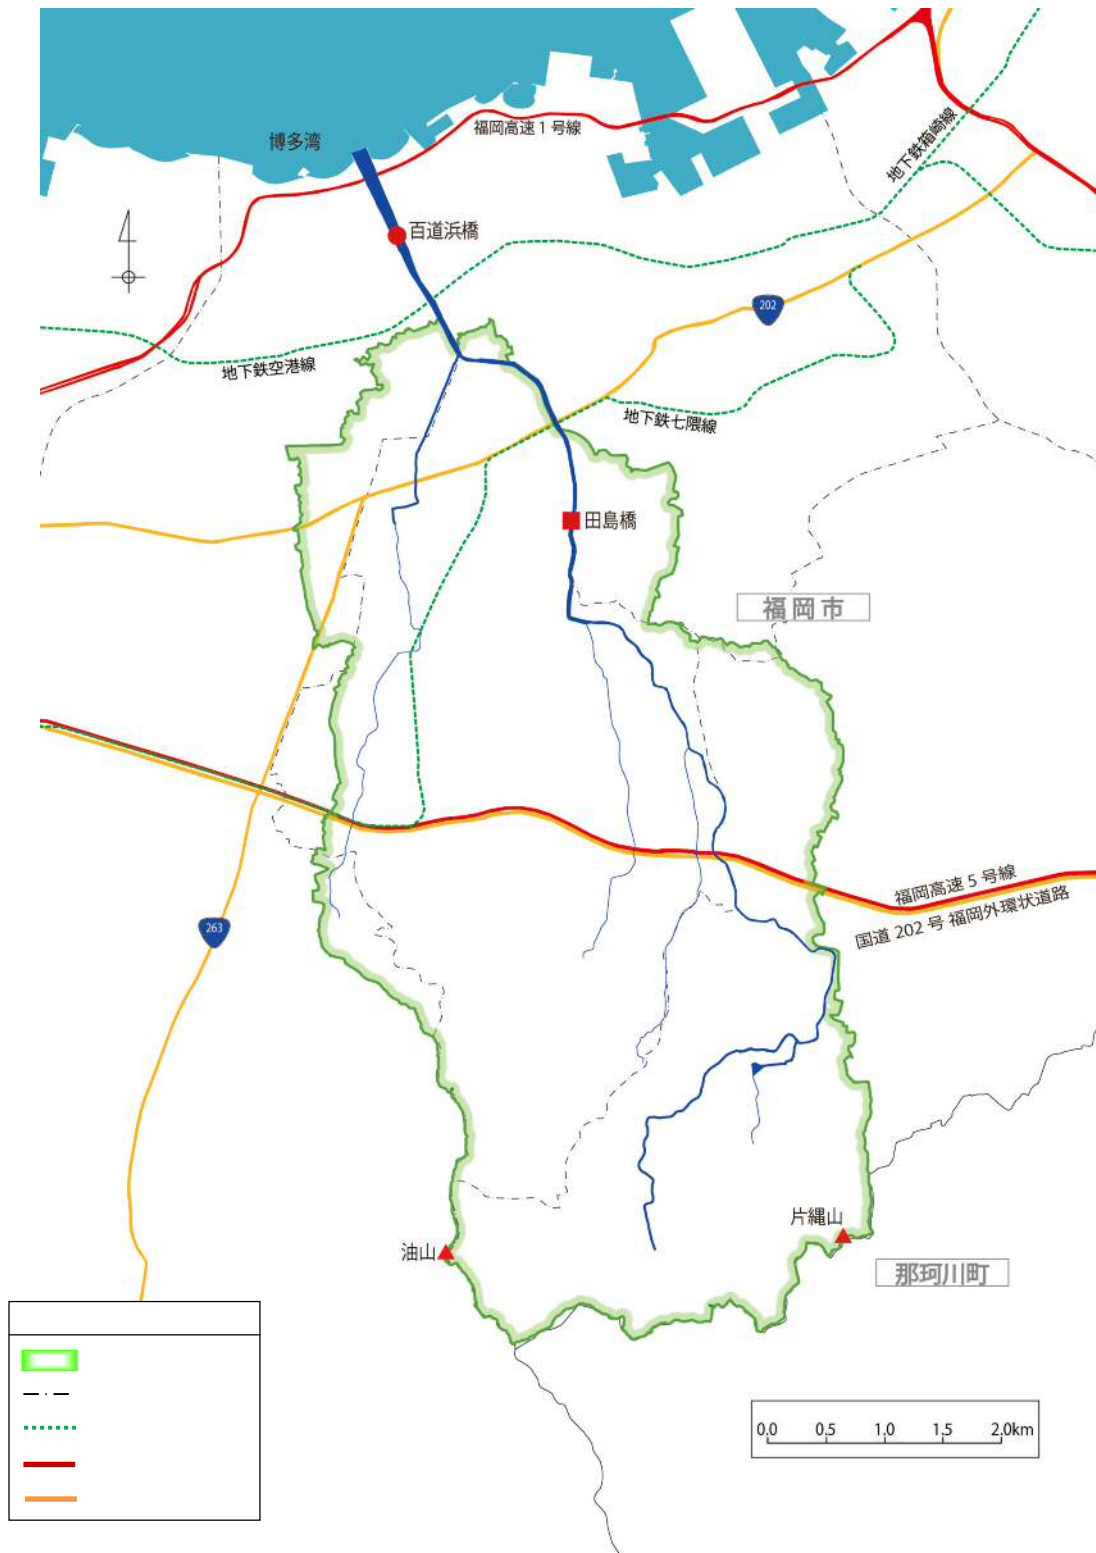 博多湾
福岡高速1号線
地下鉄箱崎線
百道浜橋
202
地下鉄空港線
地下鉄七隈線
田島橋
福岡市
福岡高速5号線
国道202号 福岡外環状道路
263
片縄山
油山
那珂川町
0.0 0.5 1.0 1.5 2.0km